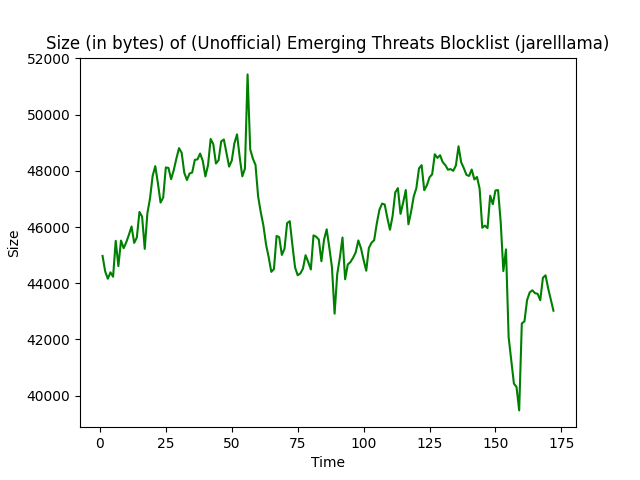 Size (in bytes) of (Unofficial) Emerging Threats Blocklist (jarelllama)
52000
50000
48000
46000
44000
42000
40000
Size
0 25 50 75 100 125 150 175
Time